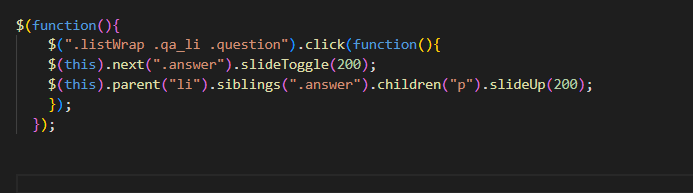 $(function(){
$(".listWrap .qa_li .question").click(function(){
$(this).next(".answer").slideToggle(200);
$(this).parent("li").siblings(".answer").children("p").slideUp(200);
});
});